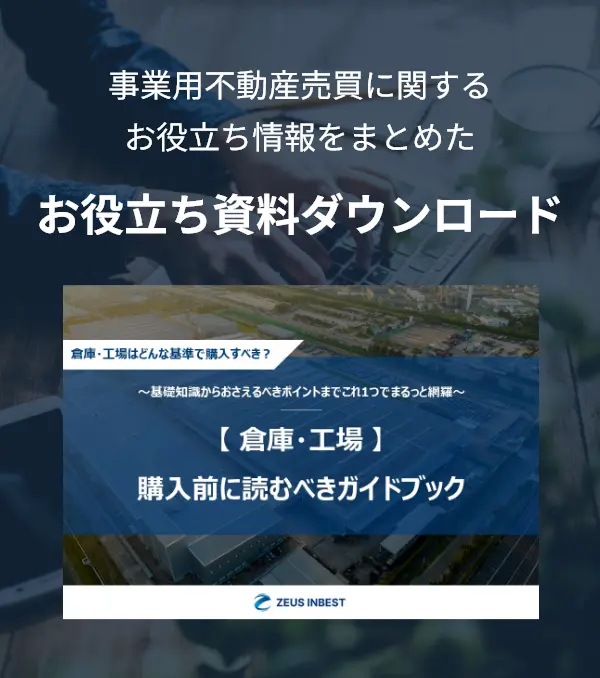 事業用不動産売買に関する
お役立ち情報をまとめた
お役立ち資料ダウンロード
倉庫・工場はどんな基準で購入すべき？
～基礎知識からおさえるべきポイントまでこれ1つでまるっと網羅～
【 倉庫・工場 】
購入前に読むべきガイドブック
ZEUS INBEST